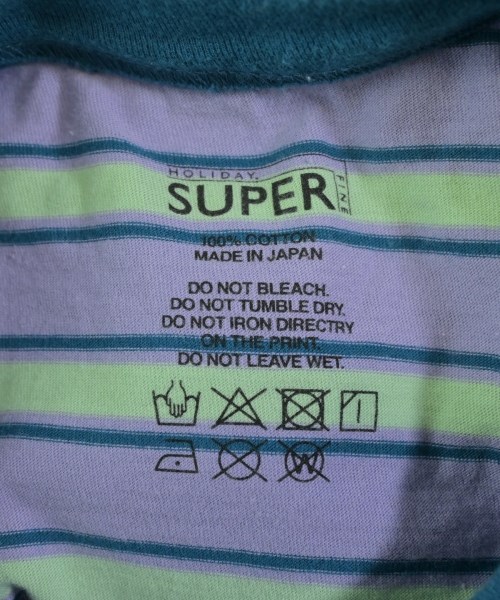 HOLIDAY.
SUPER
FINE
100% COTTON
MADE IN JAPAN
DO NOT BLEACH.
DO NOT TUMBLE DRY.
DO NOT IRON DIRECTRY
ON THE PRINT.
DO NOT LEAVE WET.
W